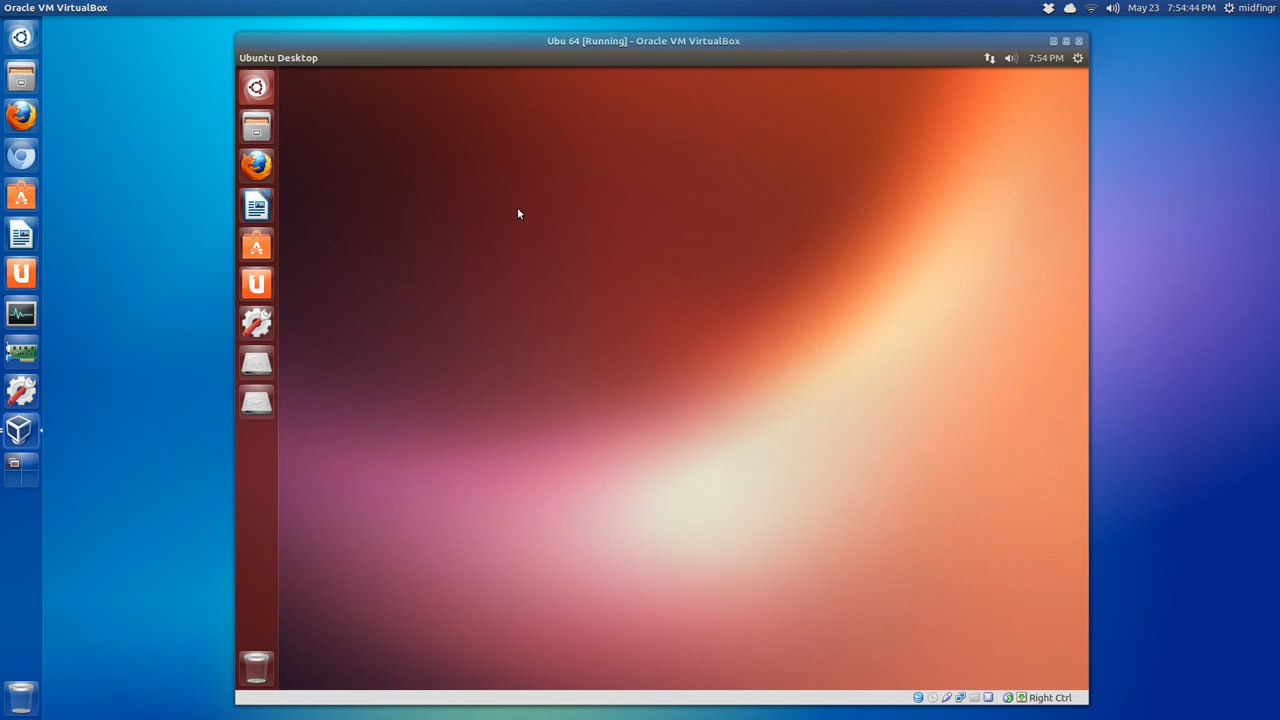 Oracle VM VirtualBox
May 23 7:54:44 PM midfingr
Ubu 64 [Running] - Oracle VM VirtualBox
Ubuntu Desktop
7:54 PM
Right Ctrl